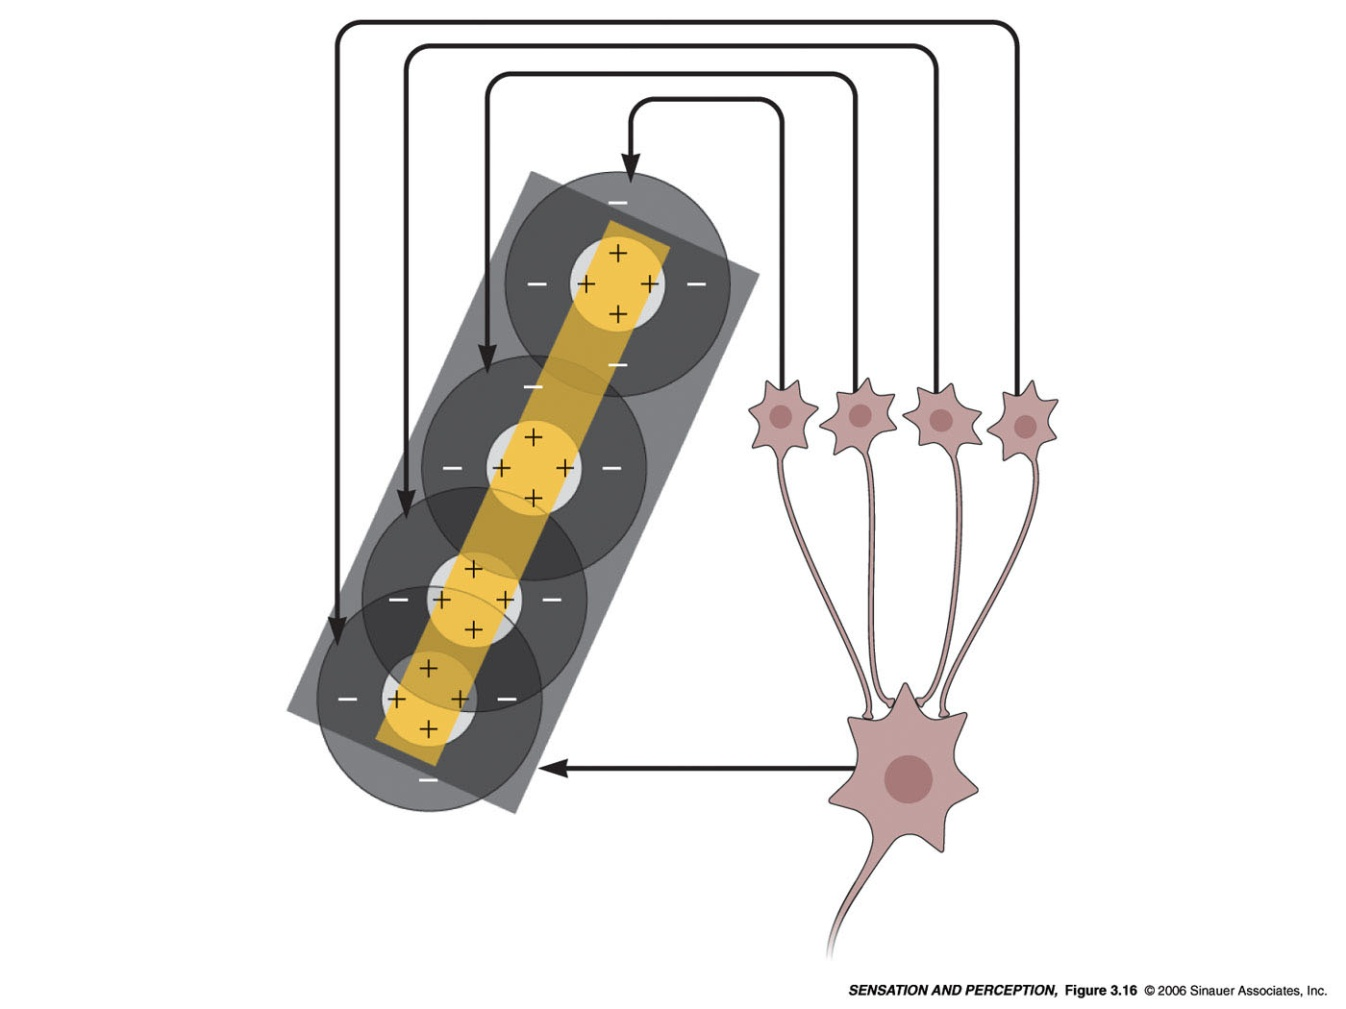 SENSATION AND PERCEPTION, Figure 3.16 © 2006 Sinauer Associates, Inc.